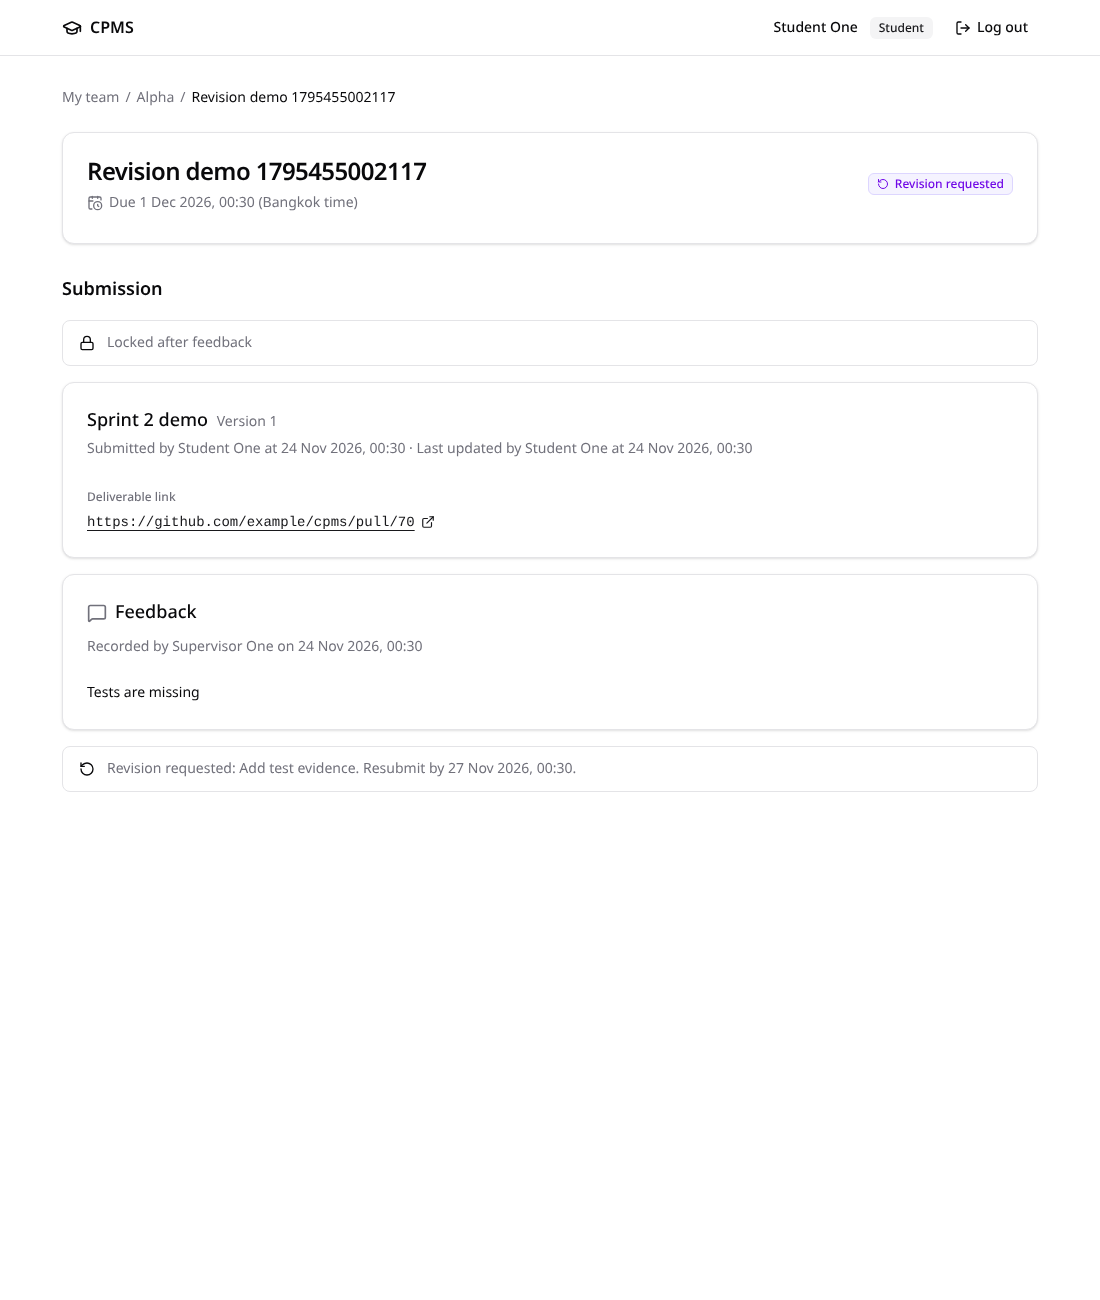 CPMS
Student One Student Log out
My team / Alpha / Revision demo 1795455002117
Revision demo 1795455002117
Due 1 Dec 2026, 00:30 (Bangkok time)
Revision requested
Submission
Locked after feedback
Sprint 2 demo Version 1
Submitted by Student One at 24 Nov 2026, 00:30 · Last updated by Student One at 24 Nov 2026, 00:30
Deliverable link
https://github.com/example/cpms/pull/70
Feedback
Recorded by Supervisor One on 24 Nov 2026, 00:30
Tests are missing
Revision requested: Add test evidence. Resubmit by 27 Nov 2026, 00:30.